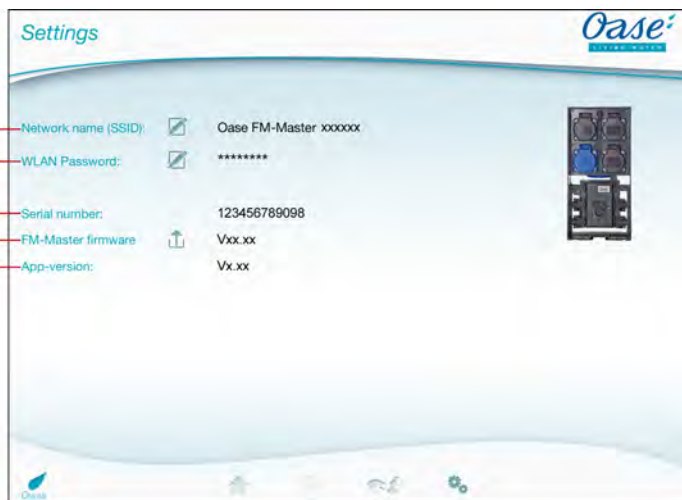 Settings
Oase
LIVING WATER
Network name (SSID): Oase FM-Master xxxxxx
WLAN Password: ********
Serial number: 123456789098
FM-Master firmware Vxx.xx
App-version: Vx.xx
Oase